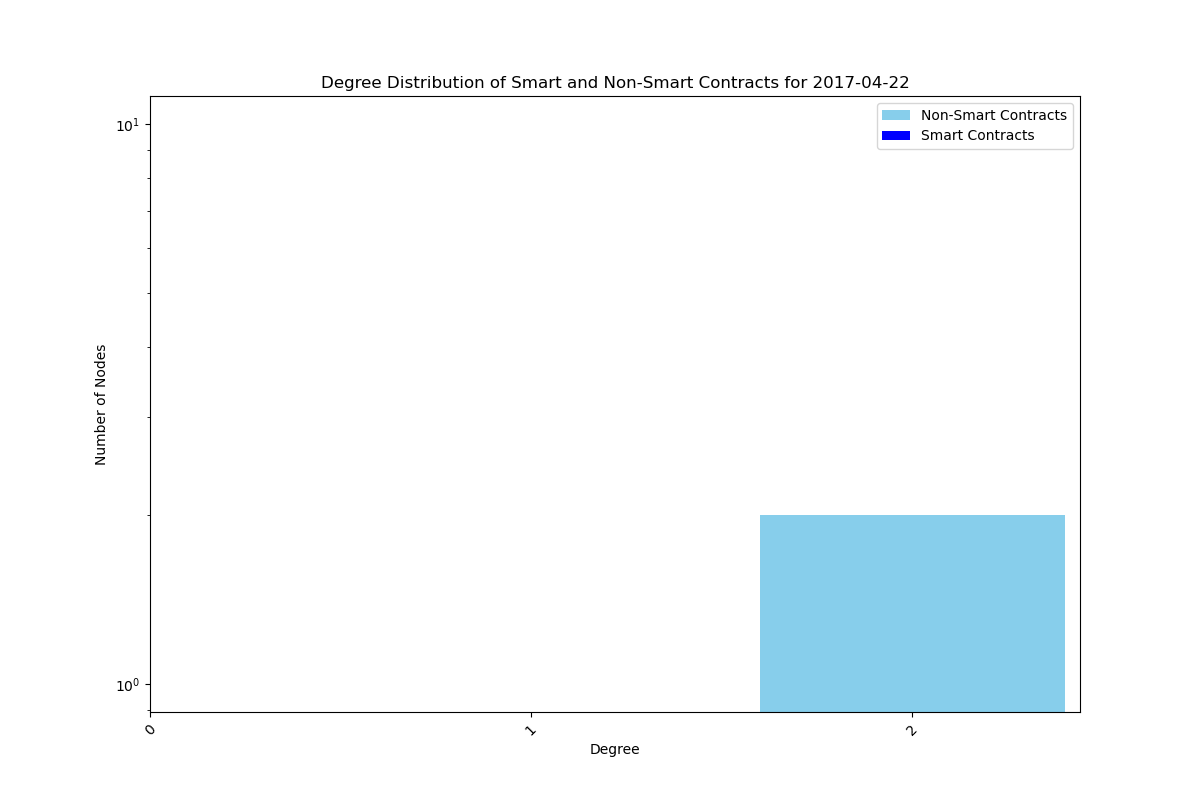 Degree Distribution of Smart and Non-Smart Contracts for 2017-04-22
Non-Smart Contracts
Smart Contracts
10¹
10⁰
Number of Nodes
0 1 2
Degree